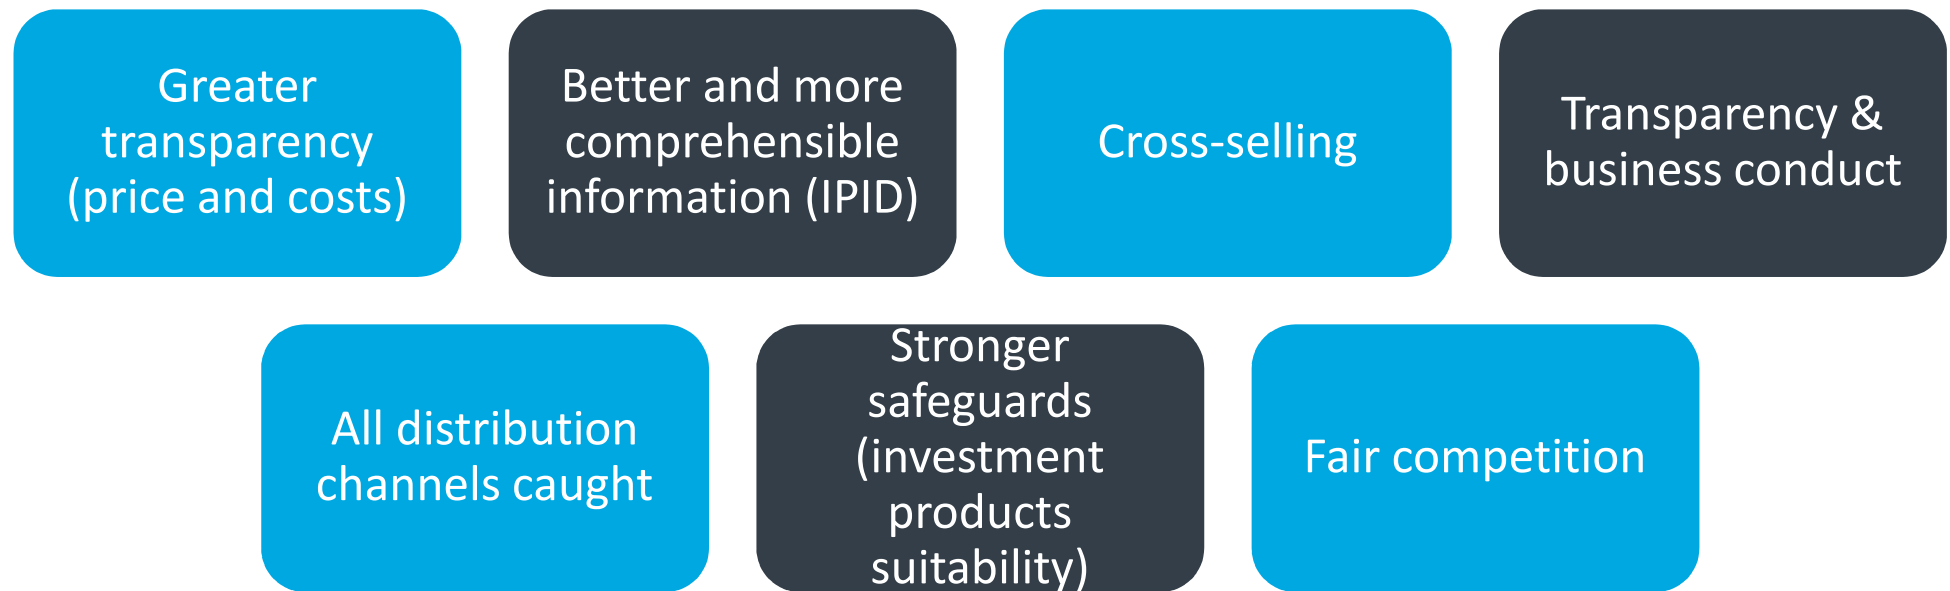 Greater
transparency
(price and costs)
Better and more
comprehensible
information (IPID)
Cross-selling
Transparency &
business conduct
All distribution
channels caught
Stronger
safeguards
(investment
products
suitability)
Fair competition